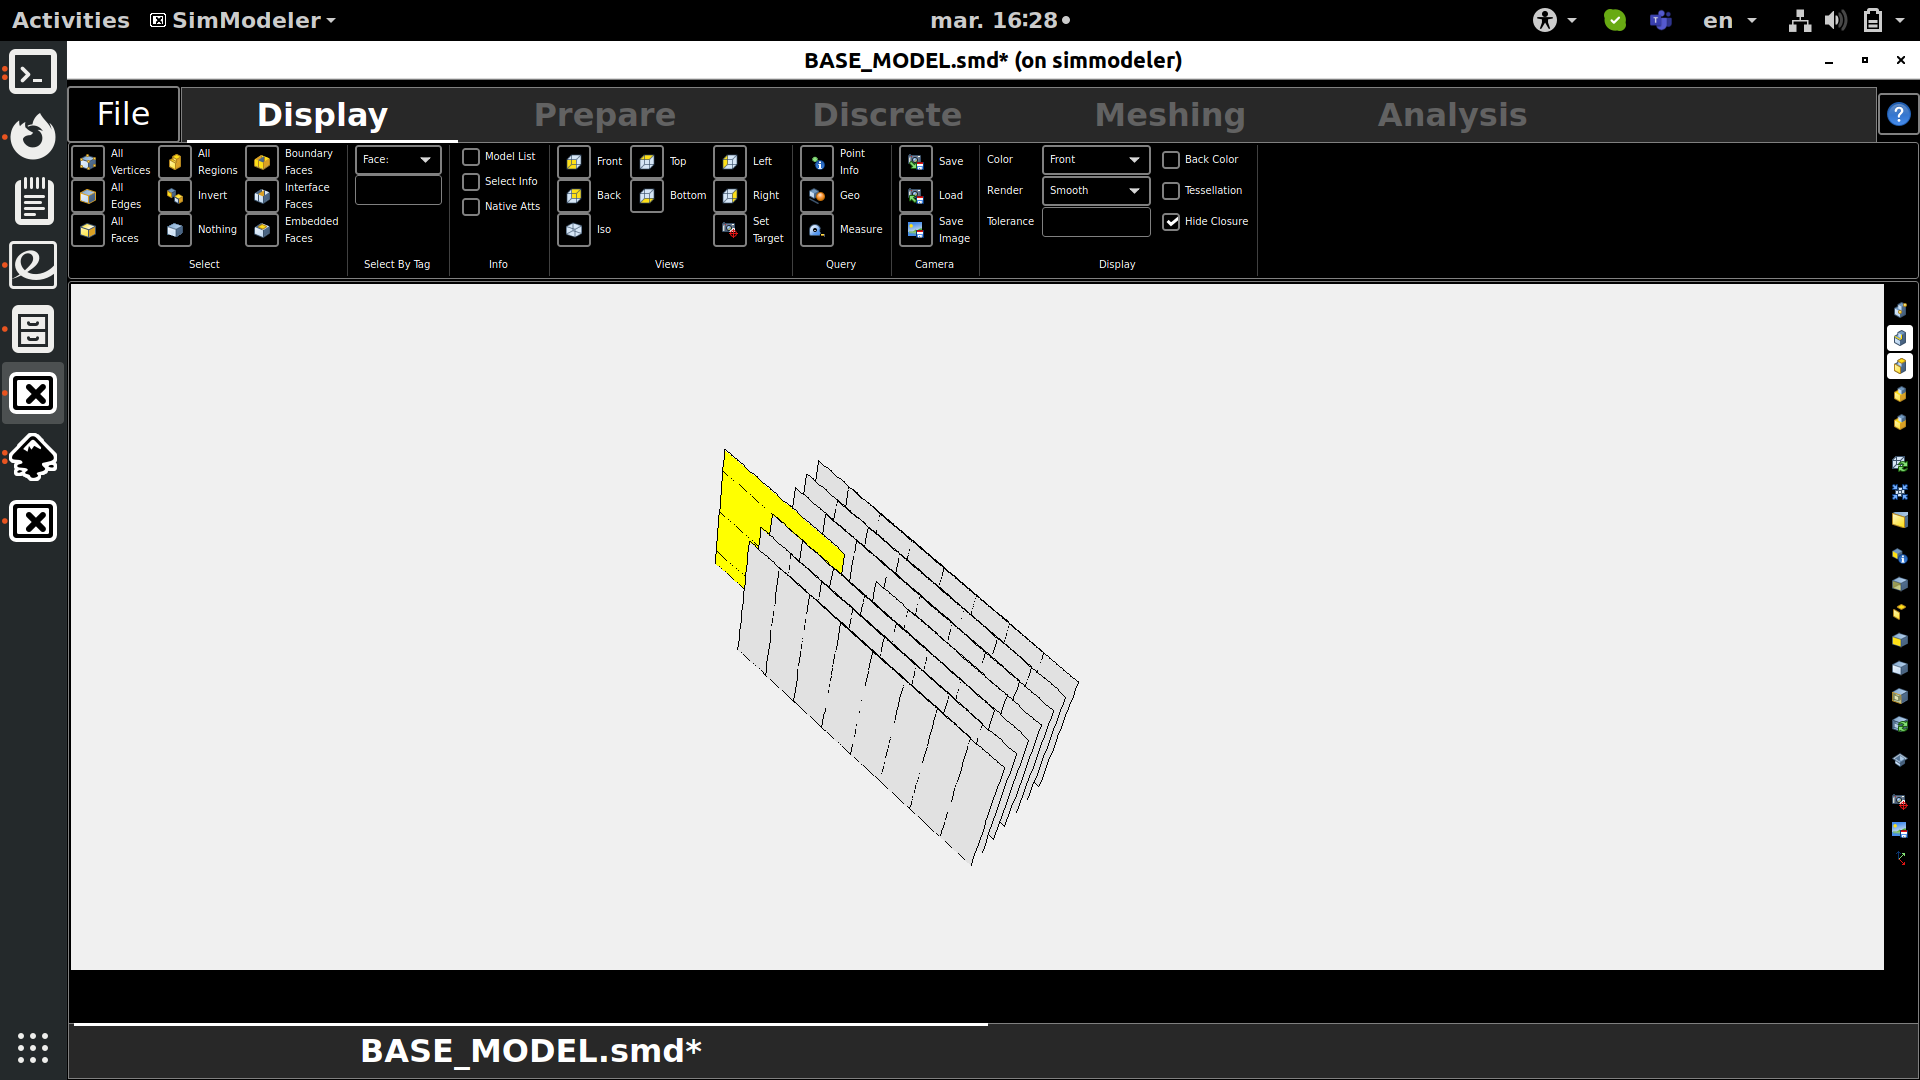 Activities
SimModeler
mar. 16:28
en
BASE_MODEL.smd* (on simmodeler)
File
Display
Prepare
Discrete
Meshing
Analysis
?
All Vertices
All Edges
All Faces
All Regions
Invert
Nothing
Boundary Faces
Interface Faces
Embedded Faces
Select
Face:
Select By Tag
Model List
Select Info
Native Atts
Info
Front
Back
Iso
Top
Bottom
Left
Right
Set Target
Views
Point Info
Geo
Measure
Query
Save
Load
Save Image
Camera
Color
Front
Back Color
Render
Smooth
Tessellation
Tolerance
Hide Closure
Display
BASE_MODEL.smd*